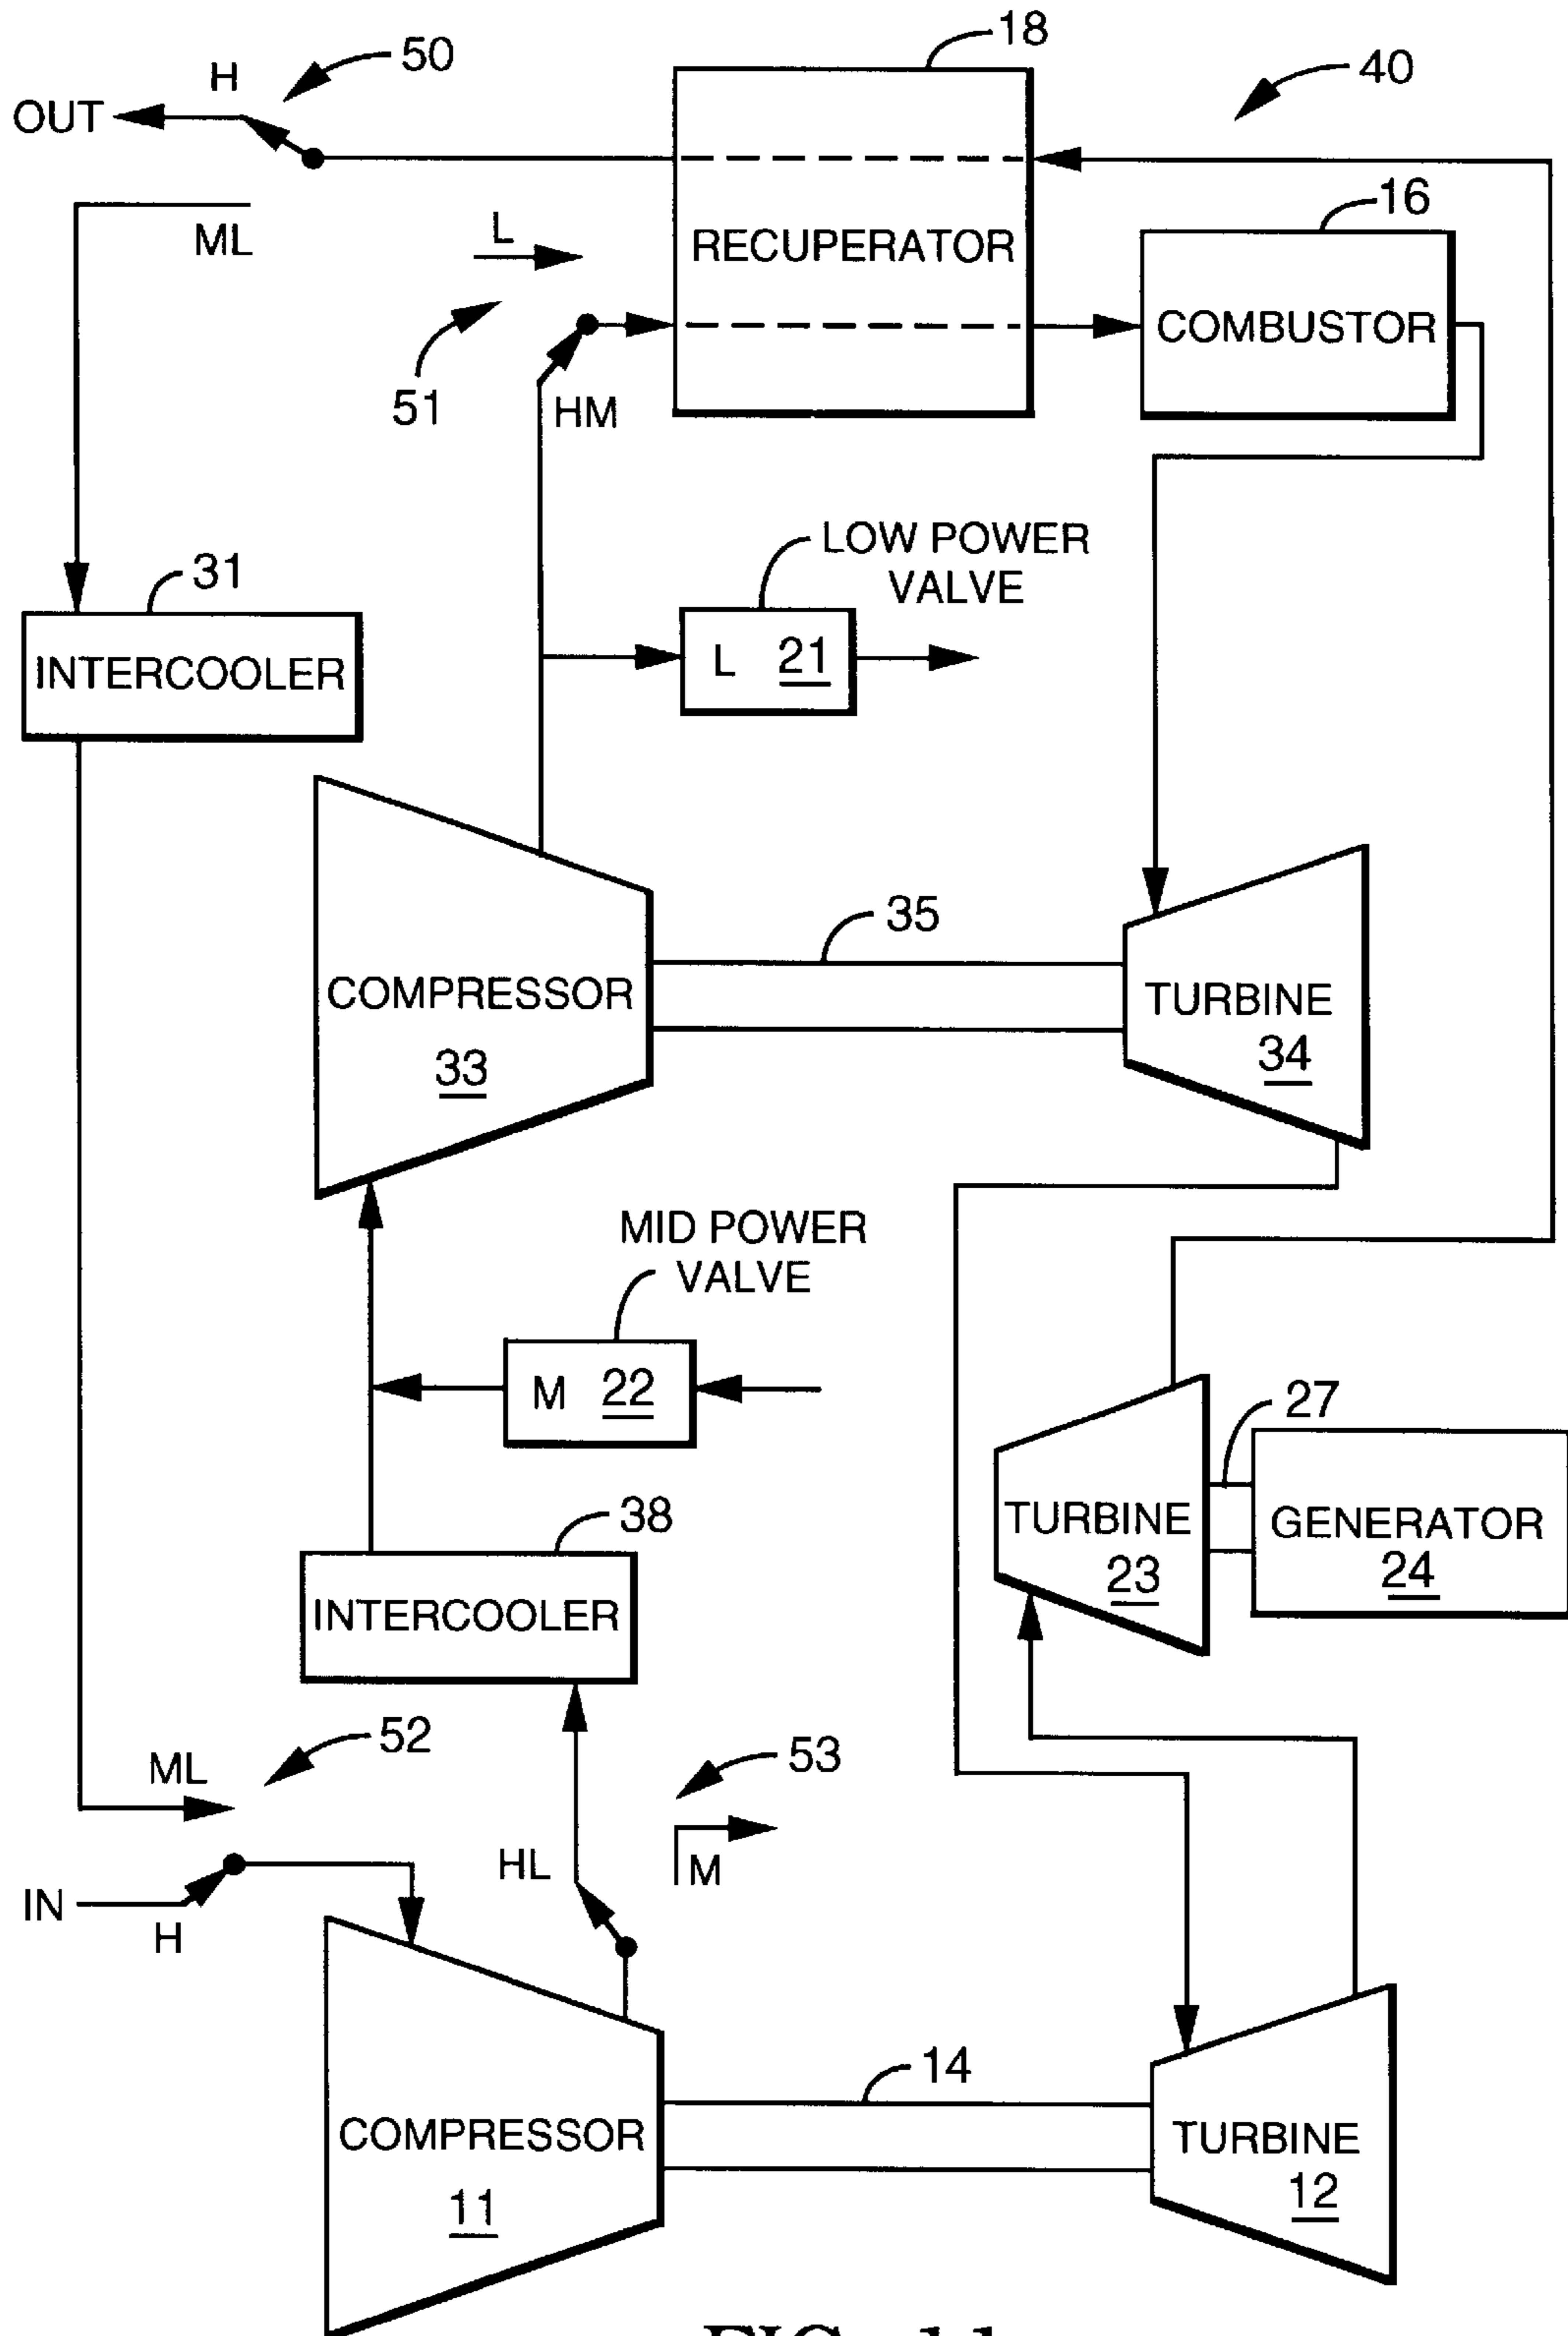 18
50
40
H
OUT
16
ML
L
RECUPERATOR
COMBUSTOR
51
HM
LOW POWER
VALVE
31
INTERCOOLER
L 21
35
COMPRESSOR
33
TURBINE
34
MID POWER
VALVE
M 22
27
38
TURBINE
23
GENERATOR
24
INTERCOOLER
52
53
ML
HL
M
IN
H
14
COMPRESSOR
11
TURBINE
12